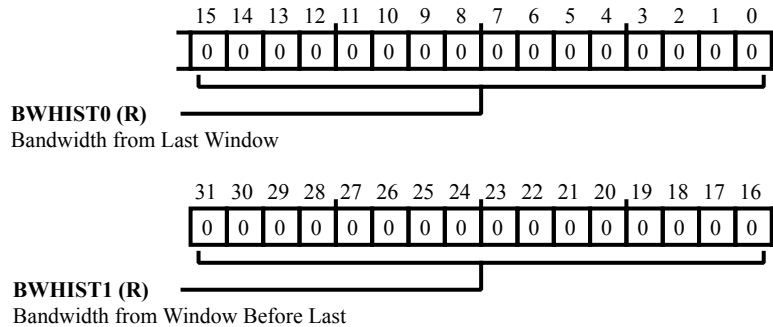 15 14 13 12 11 10 9 8 7 6 5 4 3 2 1 0
0 0 0 0 0 0 0 0 0 0 0 0 0 0 0 0
BWHIST0 (R)
Bandwidth from Last Window
31 30 29 28 27 26 25 24 23 22 21 20 19 18 17 16
0 0 0 0 0 0 0 0 0 0 0 0 0 0 0 0
BWHIST1 (R)
Bandwidth from Window Before Last